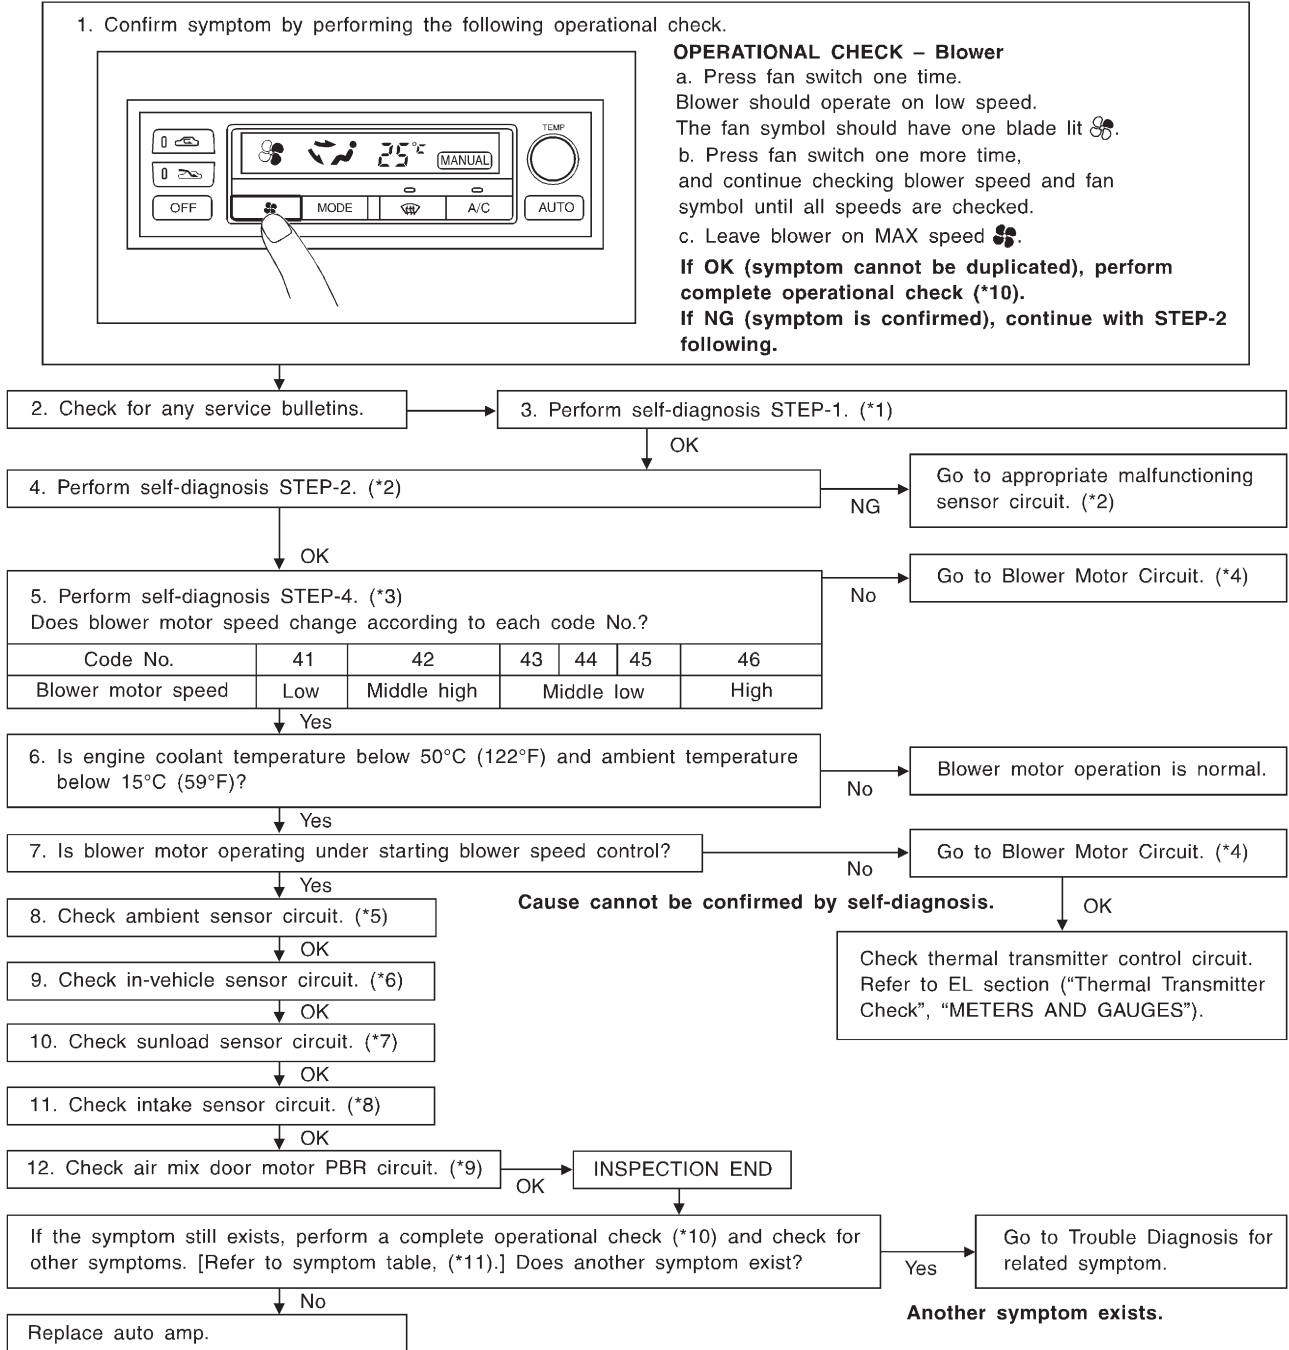 1. Confirm symptom by performing the following operational check.
TEMP
25°C
MANUAL
OFF
MODE
A/C
AUTO
OPERATIONAL CHECK – Blower
a. Press fan switch one time.
Blower should operate on low speed.
The fan symbol should have one blade lit .
b. Press fan switch one more time,
and continue checking blower speed and fan
symbol until all speeds are checked.
c. Leave blower on MAX speed .
If OK (symptom cannot be duplicated), perform
complete operational check (*10).
If NG (symptom is confirmed), continue with STEP-2
following.
2. Check for any service bulletins.
3. Perform self-diagnosis STEP-1. (*1)
OK
4. Perform self-diagnosis STEP-2. (*2)
NG
Go to appropriate malfunctioning
sensor circuit. (*2)
OK
5. Perform self-diagnosis STEP-4. (*3)
Does blower motor speed change according to each code No.?
Code No. 41 42 43 44 45 46
Blower motor speed Low Middle high Middle low High
No
Go to Blower Motor Circuit. (*4)
Yes
6. Is engine coolant temperature below 50°C (122°F) and ambient temperature
below 15°C (59°F)?
No
Blower motor operation is normal.
Yes
7. Is blower motor operating under starting blower speed control?
No
Go to Blower Motor Circuit. (*4)
Yes
Cause cannot be confirmed by self-diagnosis.
OK
Check thermal transmitter control circuit.
Refer to EL section (“Thermal Transmitter
Check”, “METERS AND GAUGES”).
8. Check ambient sensor circuit. (*5)
OK
9. Check in-vehicle sensor circuit. (*6)
OK
10. Check sunload sensor circuit. (*7)
OK
11. Check intake sensor circuit. (*8)
OK
12. Check air mix door motor PBR circuit. (*9)
OK
INSPECTION END
If the symptom still exists, perform a complete operational check (*10) and check for
other symptoms. [Refer to symptom table, (*11).] Does another symptom exist?
Yes
Go to Trouble Diagnosis for
related symptom.
Another symptom exists.
No
Replace auto amp.